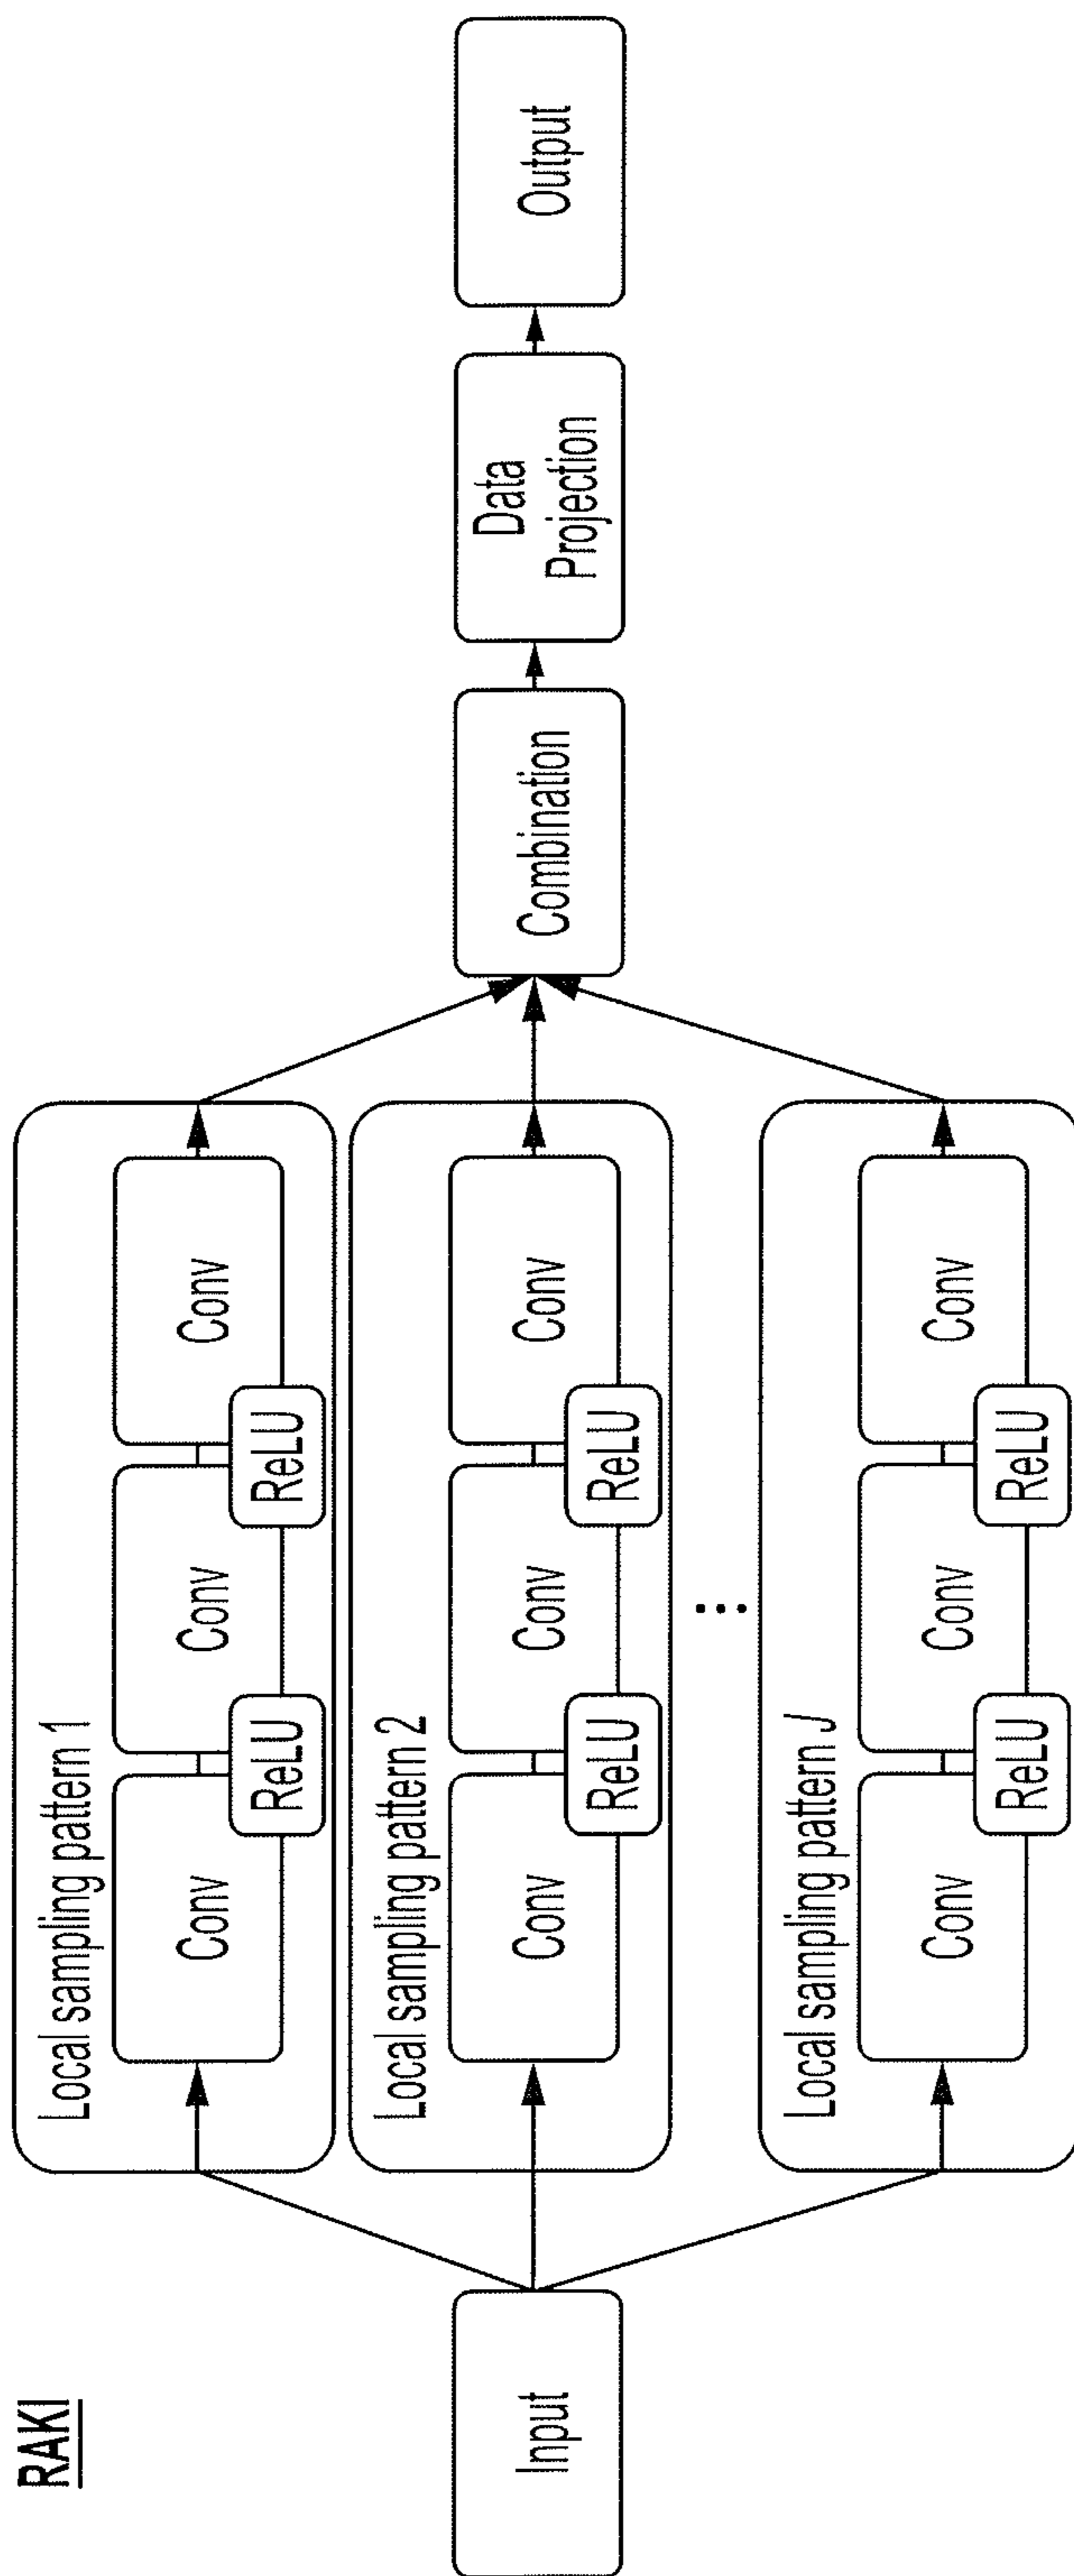 RAKI
Input
Local sampling pattern 1
Conv
ReLU
Conv
ReLU
Conv
Local sampling pattern 2
Conv
ReLU
Conv
ReLU
Conv
...
Local sampling pattern J
Conv
ReLU
Conv
ReLU
Conv
Combination
Data
Projection
Output